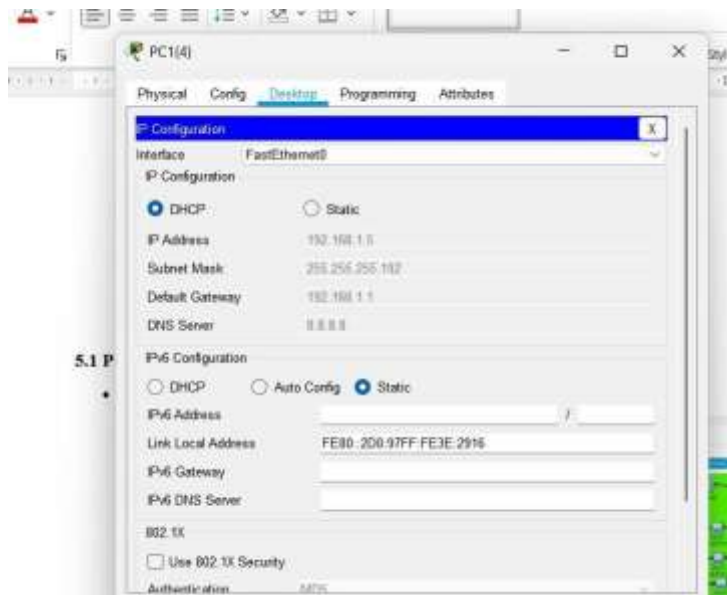 PC1(4)
Physical Config Desktop Programming Attributes
IP Configuration X
Interface FastEthernet0
IP Configuration
DHCP Static
IP Address 192.168.1.5
Subnet Mask 255.255.255.192
Default Gateway 192.168.1.1
DNS Server 8.8.8.8
5.1 P
IPv6 Configuration
DHCP Auto Config Static
IPv6 Address /
Link Local Address FE80::2D0:97FF:FE3E:2916
IPv6 Gateway
IPv6 DNS Server
802.1X
Use 802.1X Security
Authentication MD5